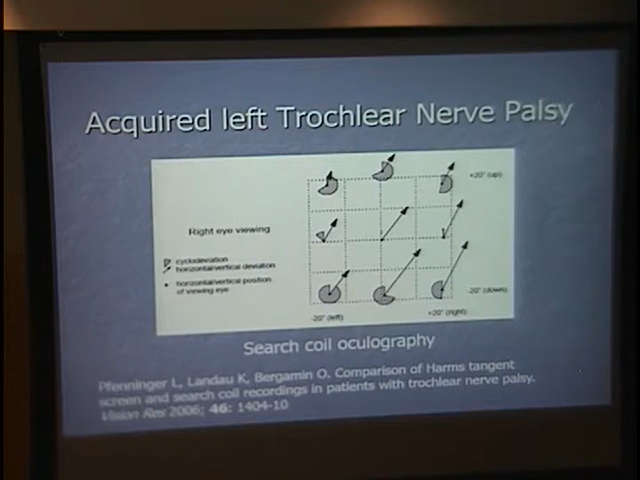 Acquired left Trochlear Nerve Palsy
+20° (up)
Right eye viewing
cyclodeviation
horizontal/vertical deviation
horizontal/vertical position
of viewing eye
-20° (down)
-20° (left)
+20° (right)
Search coil oculography
Pfenninger L, Landau K, Bergamin O. Comparison of Harms tangent
screen and search coil recordings in patients with trochlear nerve palsy.
Vision Res 2006; 46: 1404-10